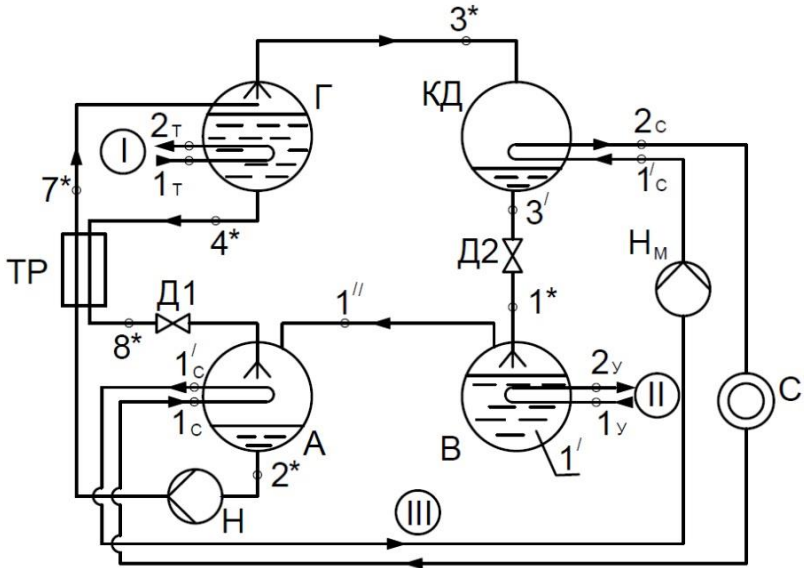 3*
Г
КД
2т
I
1т
2с
1/с
7*
4*
3/
ТР
Д2
Нм
Д1
1//
1*
8*
1/с
1с
2у
II
1у
С
А
В
1/
2*
Н
III